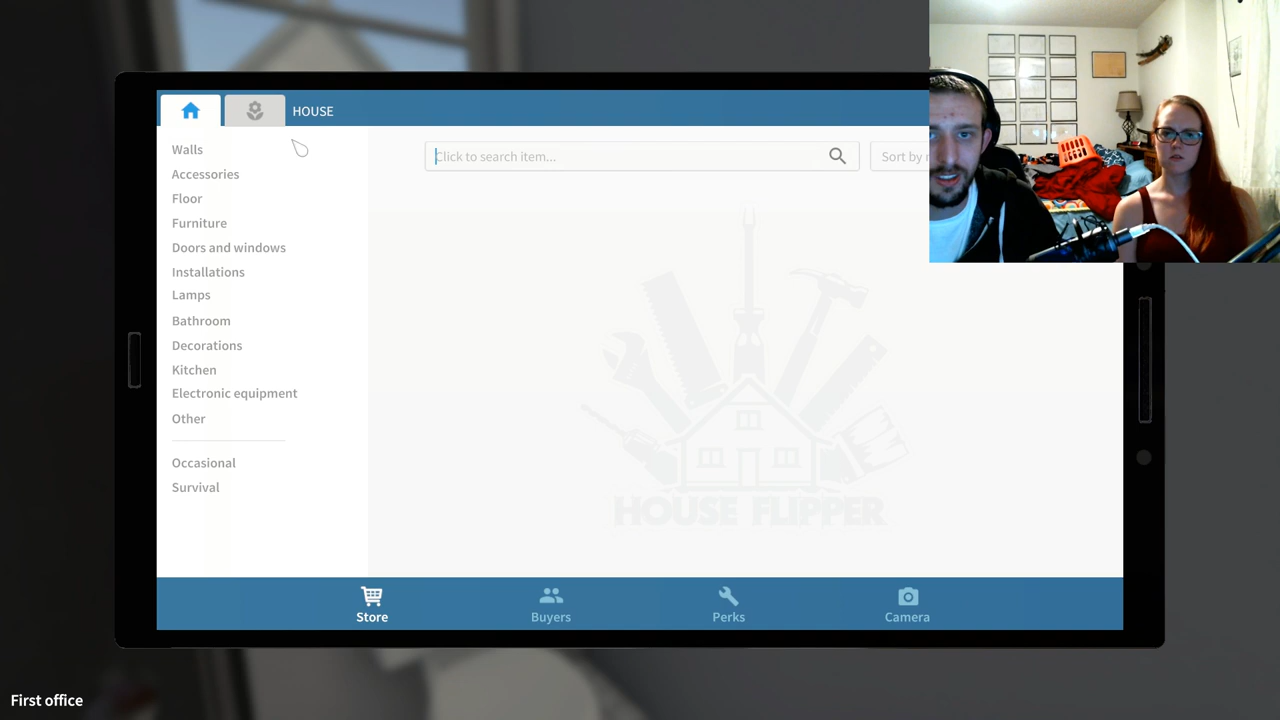 HOUSE
Click to search item...
Sort by
Walls
Accessories
Floor
Furniture
Doors and windows
Installations
Lamps
Bathroom
Decorations
Kitchen
Electronic equipment
Other
Occasional
Survival
HOUSE FLIPPER
Store
Buyers
Perks
Camera
First office